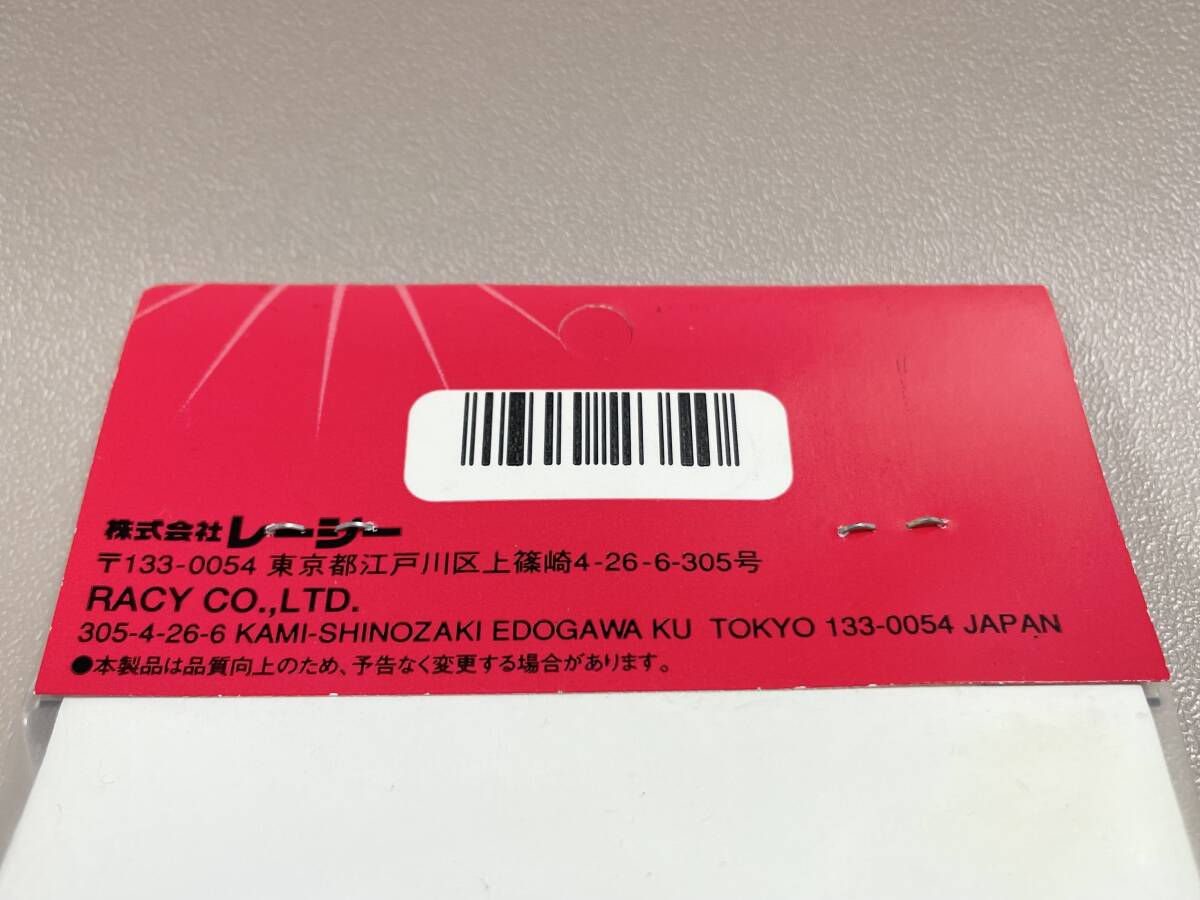 株式会社 レーシー
〒133-0054 東京都江戸川区上篠崎4-26-6-305号
RACY CO.,LTD.
305-4-26-6 KAMI-SHINOZAKI EDOGAWA KU TOKYO 133-0054 JAPAN
●本製品は品質向上のため、予告なく変更する場合があります。